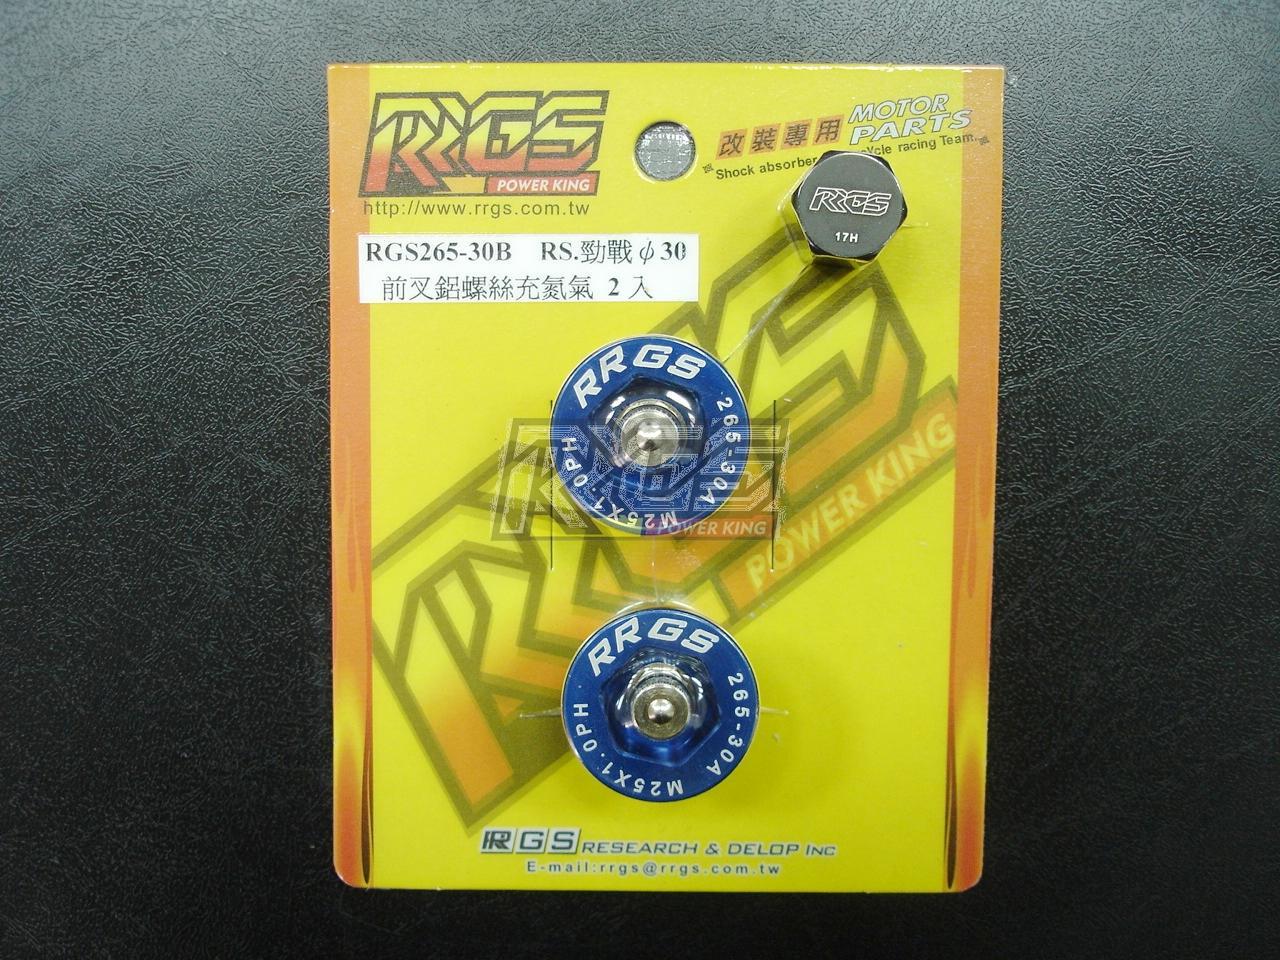 RRGS
POWER KING
http://www.rrgs.com.tw
改裝專用
MOTOR
PARTS
Shock absorber
cycle racing Team.
RRGS
17H
RGS265-30B RS.勁戰ϕ30
前叉鋁螺絲充氮氣 2入
RRGS
265-30A
M25X1.0PH
RRGS
POWER KING
RRGS
POWER KING
RRGS
265-30A
M25X1.0PH
RRGS RESEARCH & DELOP INC
E-mail:rrgs@rrgs.com.tw